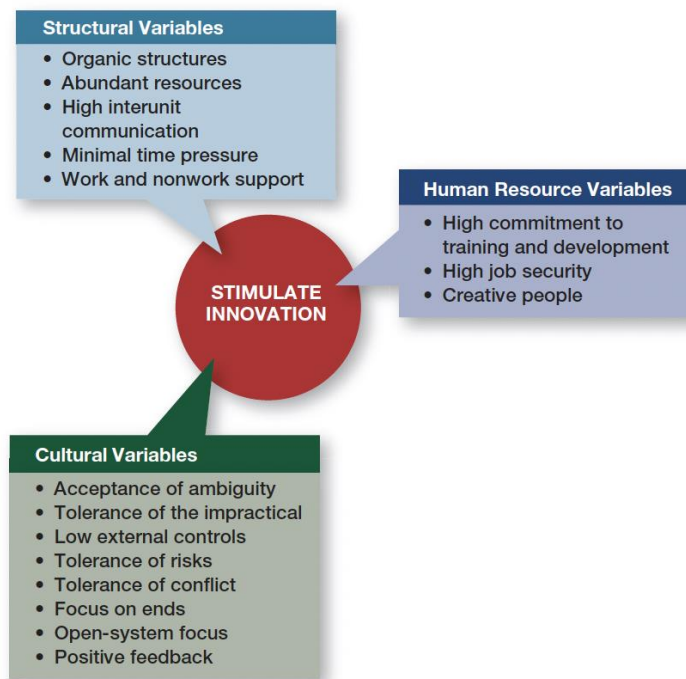 Structural Variables
• Organic structures
• Abundant resources
• High interunit
communication
• Minimal time pressure
• Work and nonwork support
Human Resource Variables
• High commitment to
training and development
• High job security
• Creative people
STIMULATE
INNOVATION
Cultural Variables
• Acceptance of ambiguity
• Tolerance of the impractical
• Low external controls
• Tolerance of risks
• Tolerance of conflict
• Focus on ends
• Open-system focus
• Positive feedback